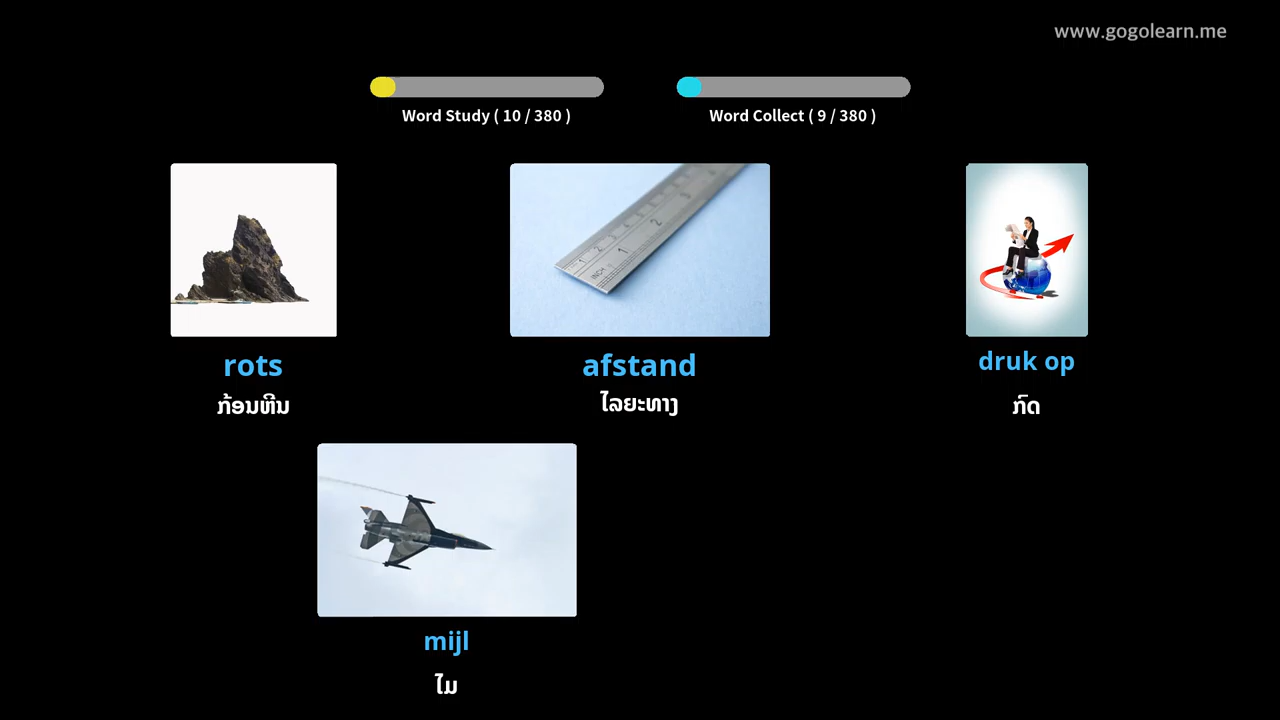 www.gogolearn.me
Word Study ( 10 / 380 )
Word Collect ( 9 / 380 )
rots
ກ້ອນຫີນ
afstand
ໄລຍະທາງ
druk op
ກົດ
mijl
ໄມ